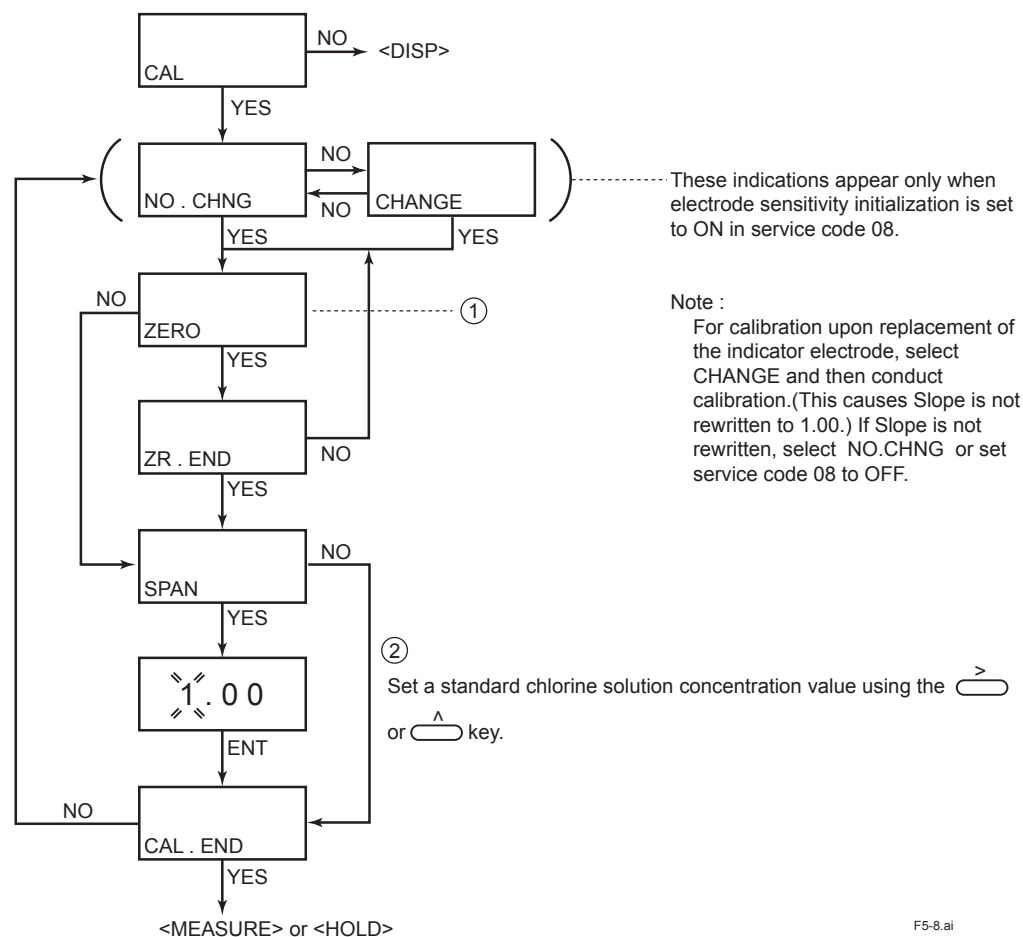 CAL
NO
<DISP>
YES
NO . CHNG
NO
NO
CHANGE
These indications appear only when
electrode sensitivity initialization is set
to ON in service code 08.
YES
YES
NO
ZERO
①
YES
Note :
For calibration upon replacement of
the indicator electrode, select
CHANGE and then conduct
calibration.(This causes Slope is not
rewritten to 1.00.) If Slope is not
rewritten, select NO.CHNG or set
service code 08 to OFF.
ZR . END
NO
YES
SPAN
NO
YES
②
1.00
Set a standard chlorine solution concentration value using the >
or ^ key.
ENT
NO
CAL . END
YES
<MEASURE> or <HOLD>
F5-8.ai